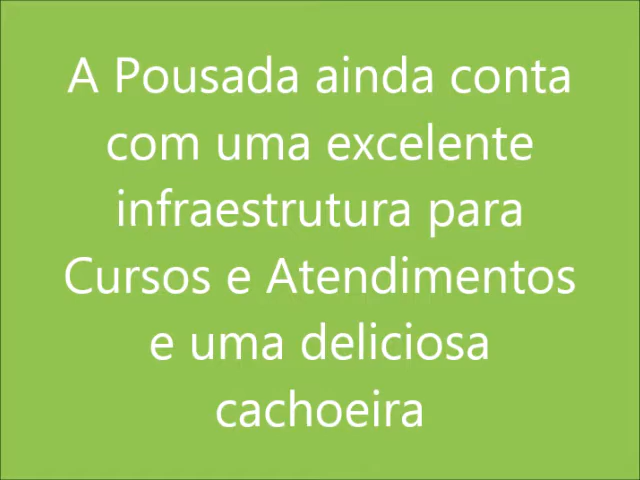 A Pousada ainda conta
com uma excelente
infraestrutura para
Cursos e Atendimentos
e uma deliciosa
cachoeira